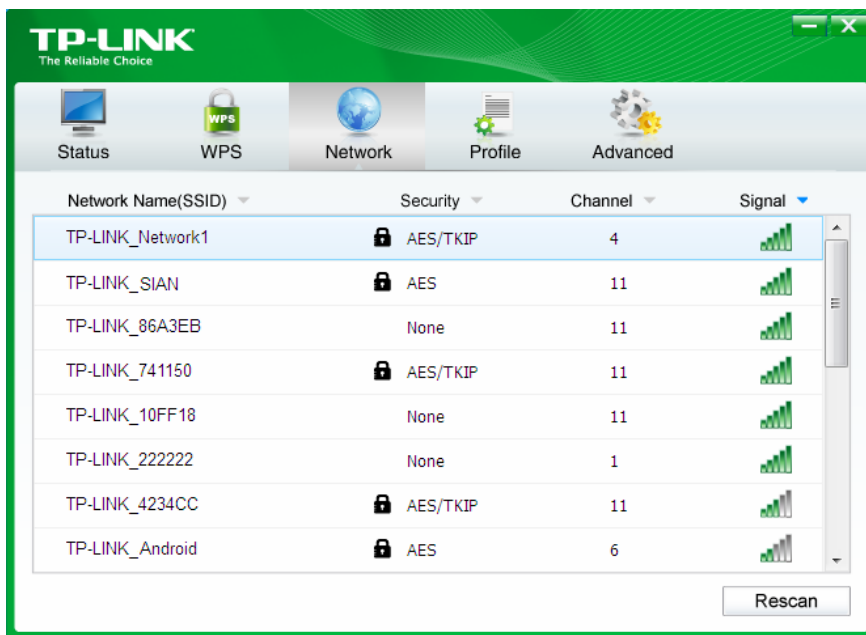 TP-LINK
The Reliable Choice
WPS
Status WPS Network Profile Advanced
Network Name(SSID) Security Channel Signal
TP-LINK_Network1 AES/TKIP 4
TP-LINK_SIAN AES 11
TP-LINK_86A3EB None 11
TP-LINK_741150 AES/TKIP 11
TP-LINK_10FF18 None 11
TP-LINK_222222 None 1
TP-LINK_4234CC AES/TKIP 11
TP-LINK_Android AES 6
Rescan